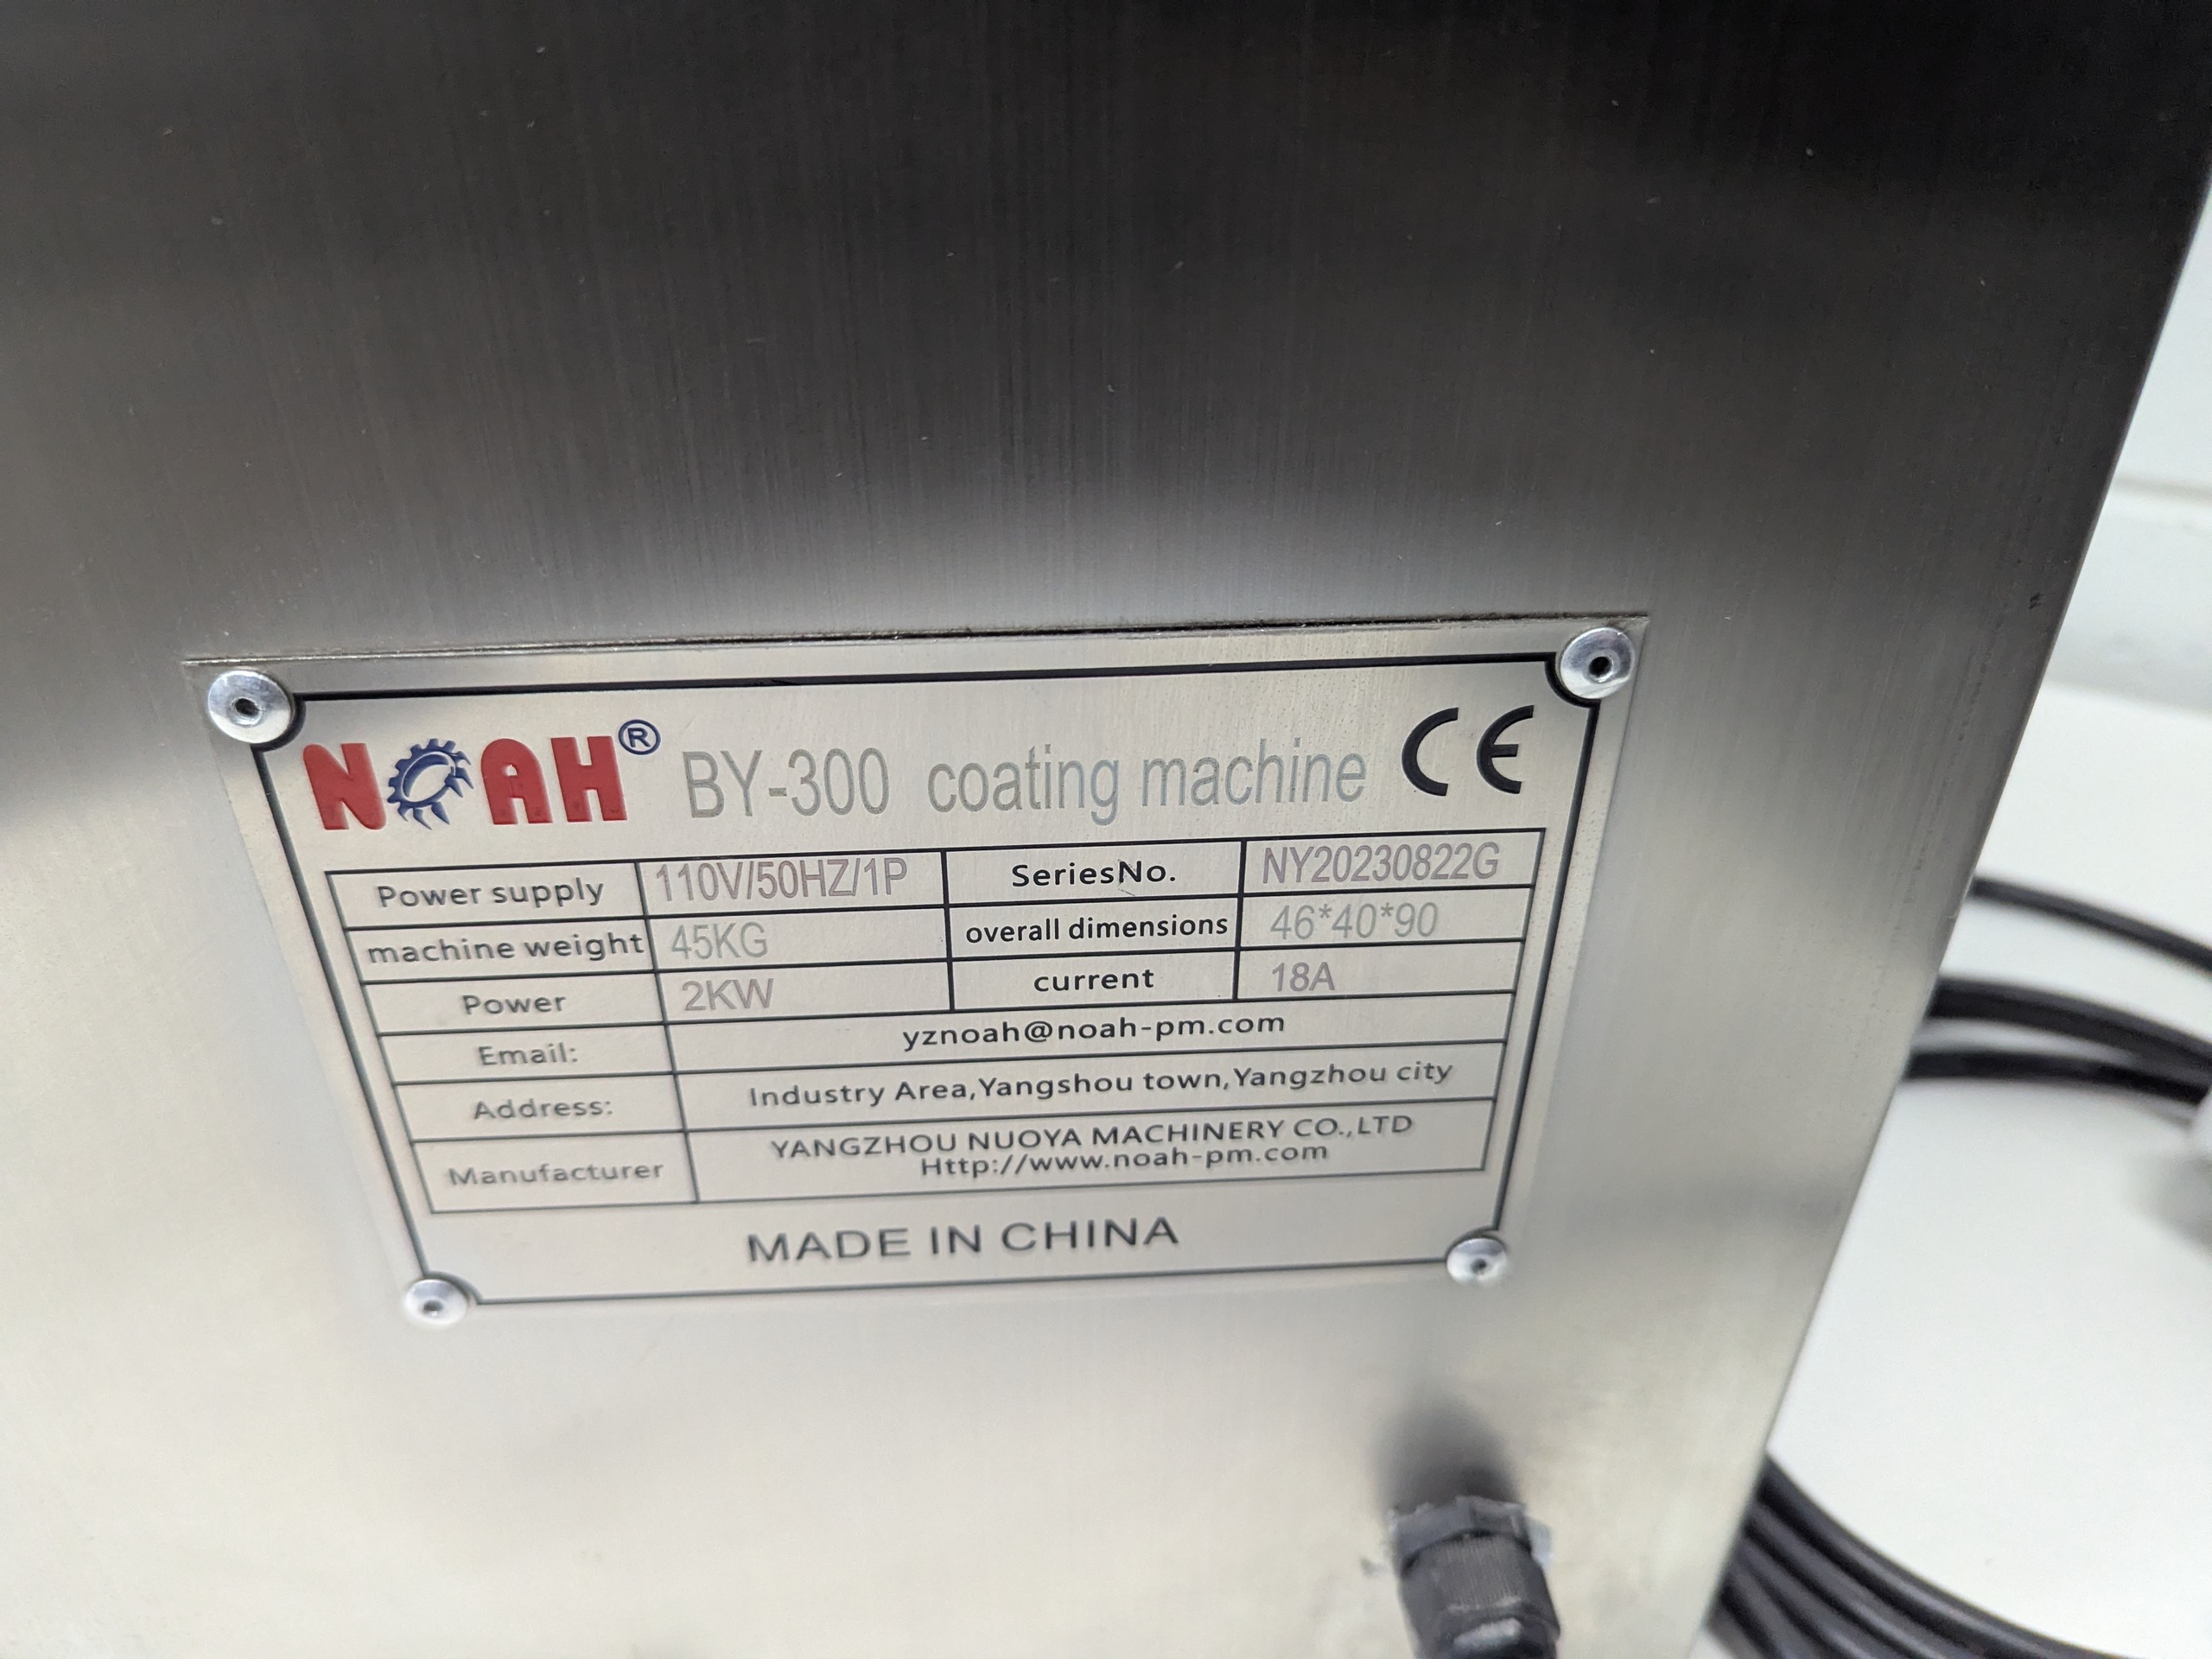 NOAH® BY-300 coating machine CE
Power supply 110V/50HZ/1P SeriesNo. NY20230822G
machine weight 45KG overall dimensions 46*40*90
Power 2KW current 18A
Email: yznoah@noah-pm.com
Address: Industry Area,Yangshou town,Yangzhou city
Manufacturer YANGZHOU NUOYA MACHINERY CO.,LTD
Http://www.noah-pm.com
MADE IN CHINA